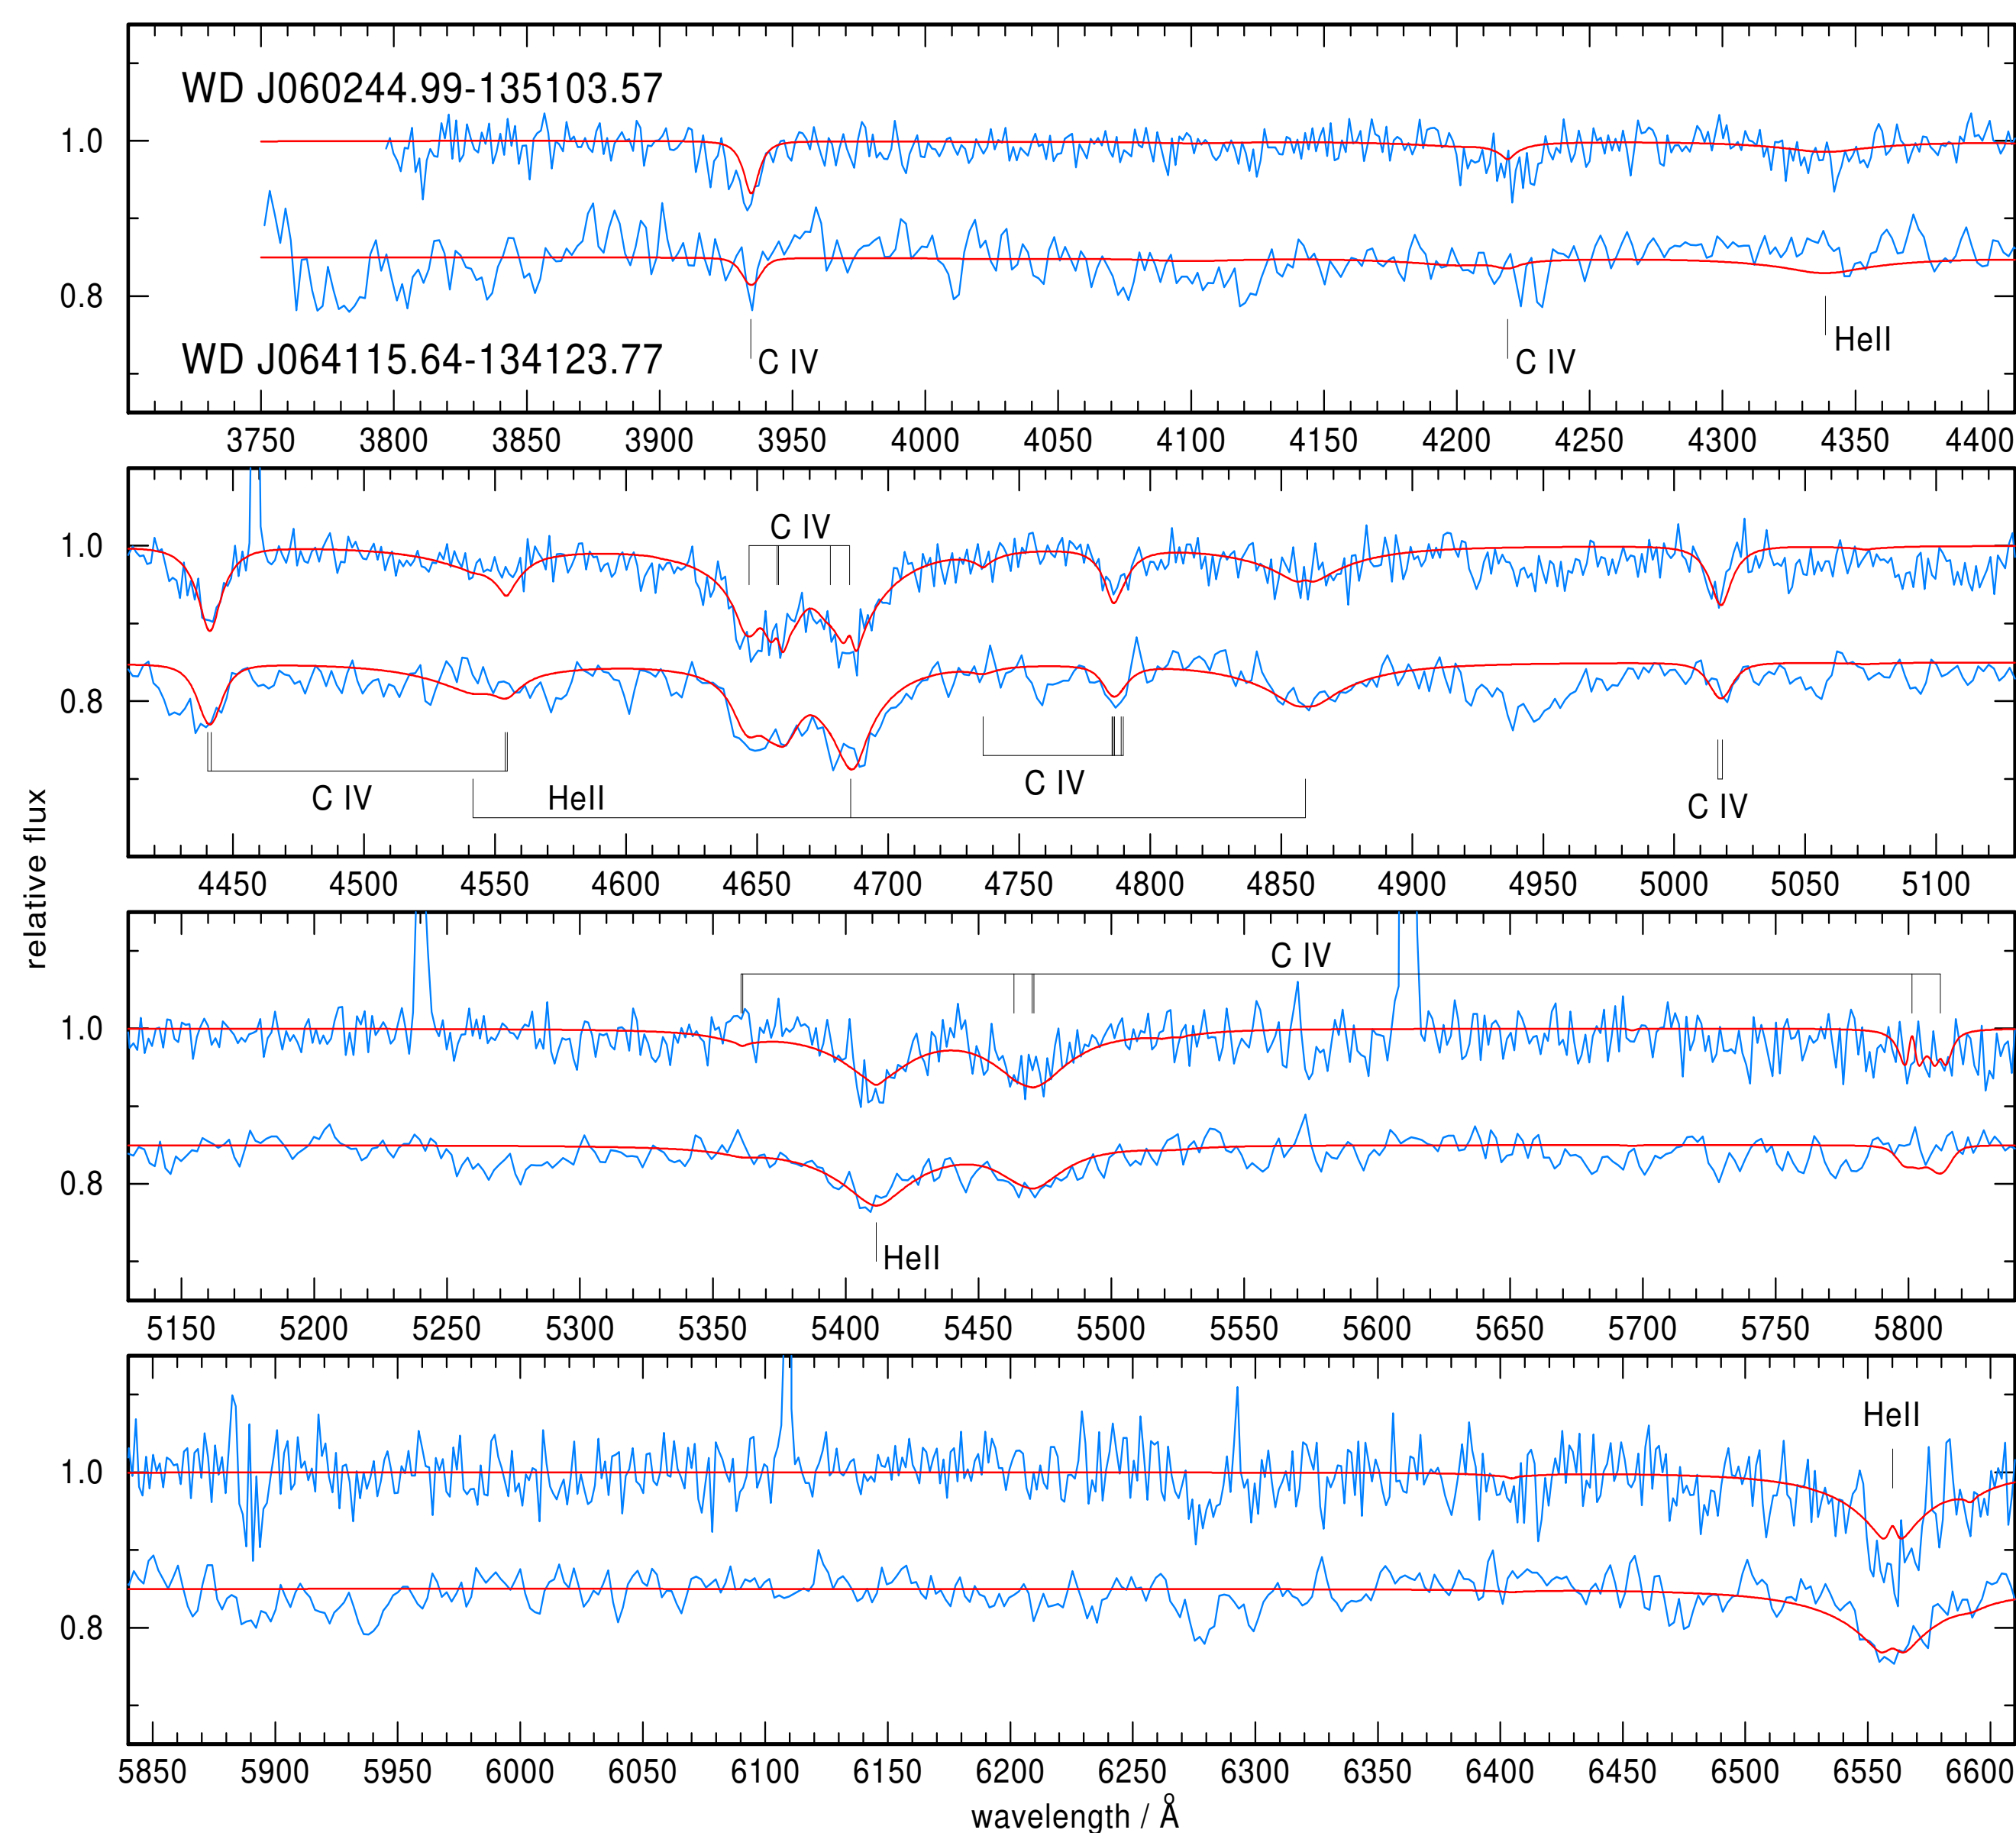 WD J060244.99-135103.57
1.0
0.8
WD J064115.64-134123.77
C IV
C IV
HeII
3750 3800 3850 3900 3950 4000 4050 4100 4150 4200 4250 4300 4350 4400
C IV
1.0
0.8
C IV
HeII
C IV
C IV
4450 4500 4550 4600 4650 4700 4750 4800 4850 4900 4950 5000 5050 5100
relative flux
C IV
1.0
0.8
HeII
5150 5200 5250 5300 5350 5400 5450 5500 5550 5600 5650 5700 5750 5800
HeII
1.0
0.8
5850 5900 5950 6000 6050 6100 6150 6200 6250 6300 6350 6400 6450 6500 6550 6600
wavelength / Å